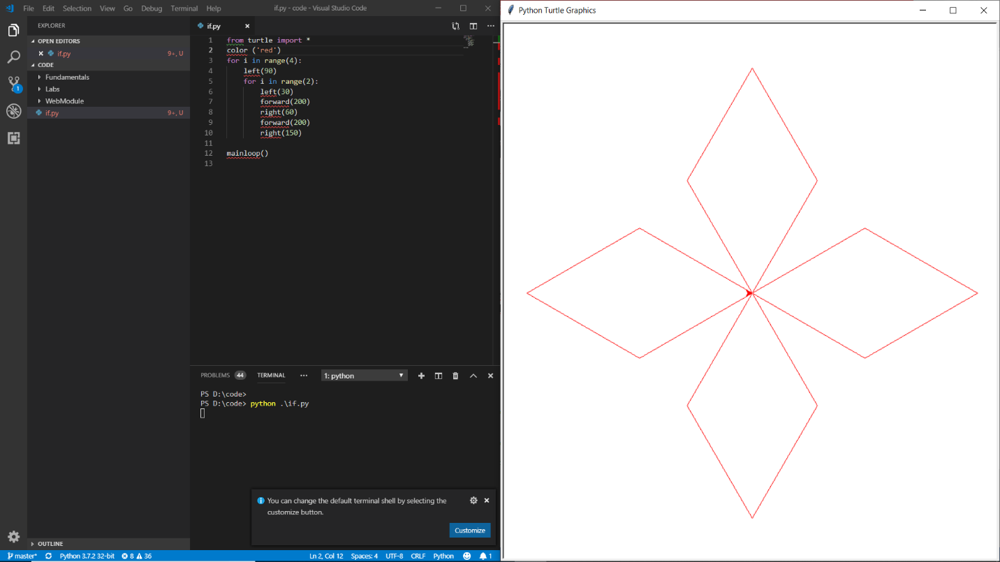 File Edit Selection View Go Debug Terminal Help if.py - code - Visual Studio Code
EXPLORER
OPEN EDITORS
if.py 9+, U
CODE
Fundamentals
Labs
WebModule
if.py 9+, U
OUTLINE
if.py
1 from turtle import *
2 color ('red')
3 for i in range(4):
4 left(90)
5 for i in range(2):
6 left(30)
7 forward(200)
8 right(60)
9 forward(200)
10 right(150)
11
12 mainloop()
13
PROBLEMS 44 TERMINAL ··· 1: python
PS D:\code>
PS D:\code> python .\if.py
You can change the default terminal shell by selecting the
customize button.
Customize
master* Python 3.7.2 32-bit 8 36 Ln 2, Col 12 Spaces: 4 UTF-8 CRLF Python 1
1
Python Turtle Graphics